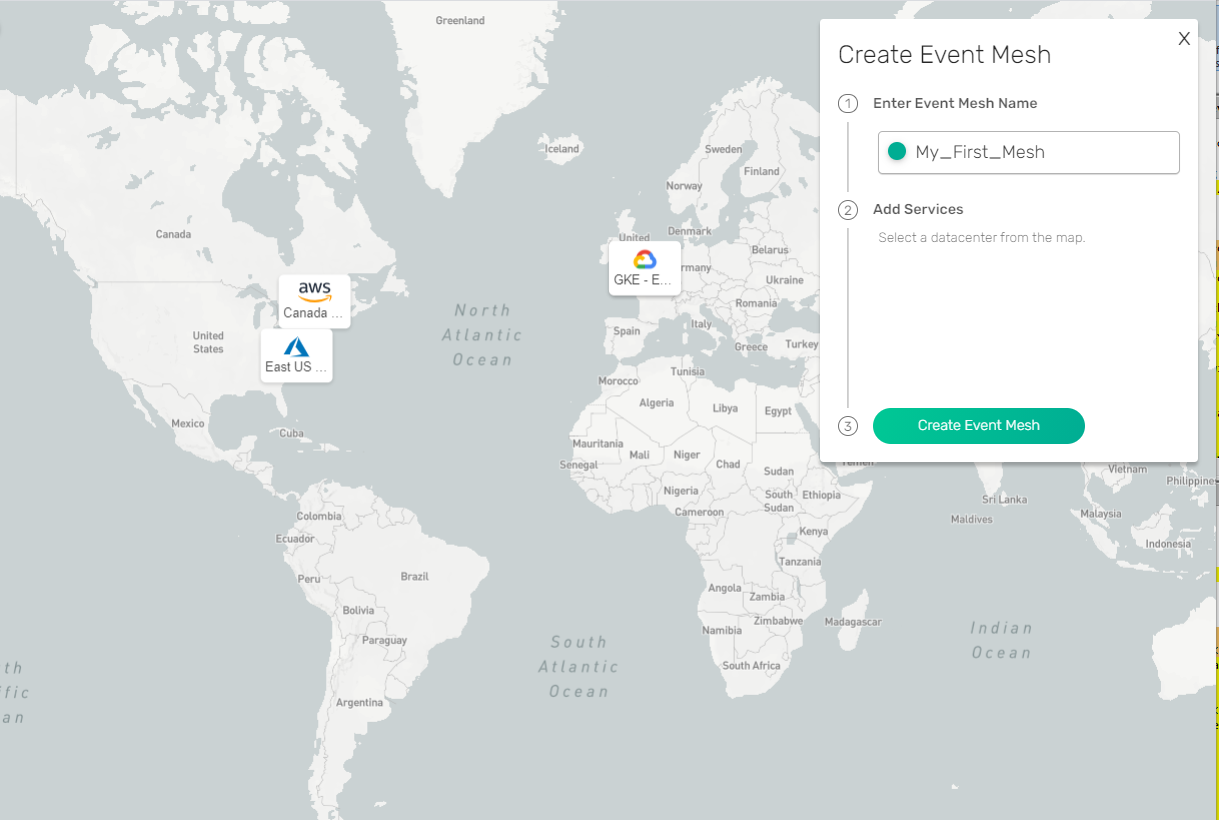 Greenland
Iceland
Sweden
Finland
Norway
Canada
United
Denmark
Belarus
Ukraine
Romania
Spain
Italy
Greece
Turkey
GKE - E...
aws
Canada ...
East US ...
United
States
North
Atlantic
Ocean
Mexico
Cuba
Morocco
Tunisia
Algeria
Libya
Egypt
Mauritania
Mali
Niger
Chad
Sudan
Senegal
Nigeria
South
Sudan
Ethiopia
Cameroon
Kenya
Tanzania
Angola
Zambia
Zimbabwe
Namibia
Madagascar
South Africa
Colombia
Ecuador
Peru
Brazil
Bolivia
Paraguay
Argentina
South
Atlantic
Ocean
Indian
Ocean
Yemen
Sri Lanka
Maldives
Vietnam
Philippines
Malaysia
Indonesia
X
Create Event Mesh
1 Enter Event Mesh Name
My_First_Mesh
2 Add Services
Select a datacenter from the map.
3 Create Event Mesh